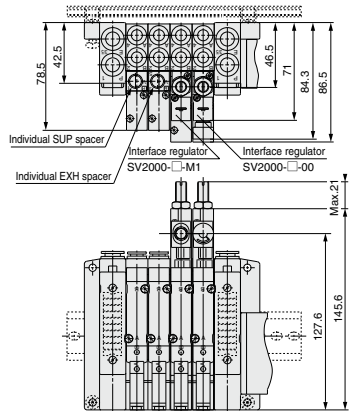 78.5
42.5
46.5
71
84.3
86.5
Individual SUP spacer
Individual EXH spacer
Interface regulator
SV2000-□-M1
Interface regulator
SV2000-□-00
Max.21
127.6
145.6